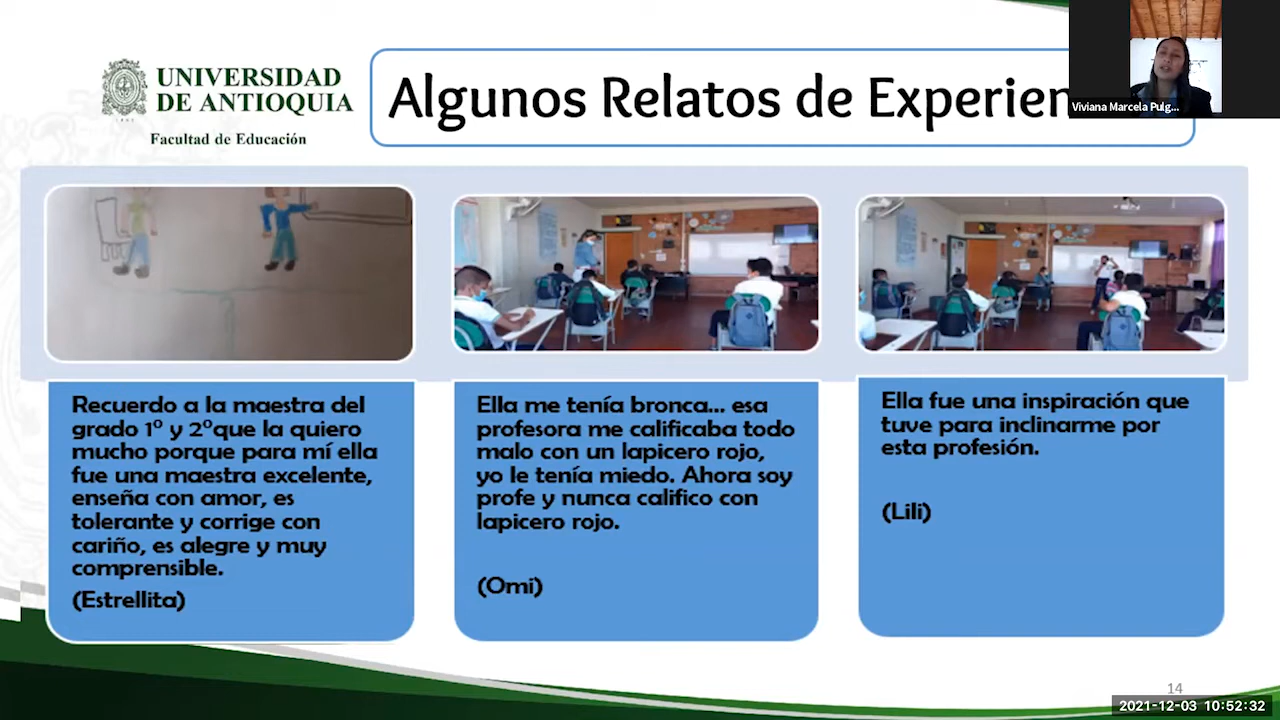 UNIVERSIDAD
DE ANTIOQUIA
Facultad de Educación
Algunos Relatos de Experien
Viviana Marcela Pulg...
Recuerdo a la maestra del
grado 1º y 2ºque la quiero
mucho porque para mí ella
fue una maestra excelente,
enseña con amor, es
tolerante y corrige con
cariño, es alegre y muy
comprensible.
(Estrellita)
Ella me tenía bronca... esa
profesora me calificaba todo
malo con un lapicero rojo,
yo le tenía miedo. Ahora soy
profe y nunca califico con
lapicero rojo.
(Omi)
Ella fue una inspiración que
tuve para inclinarme por
esta profesión.
(Lili)
14
2021-12-03 10:52:32